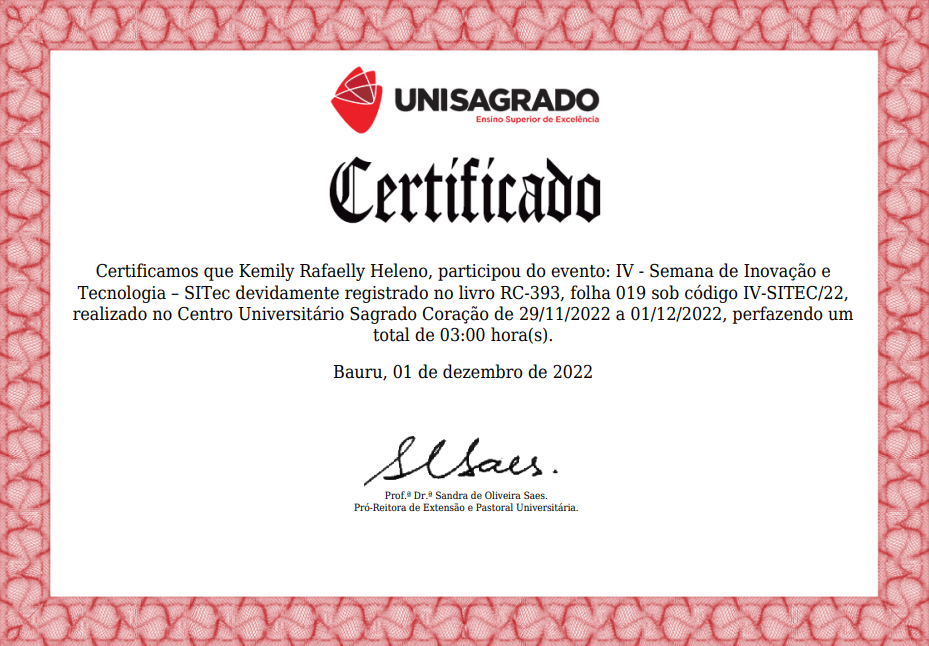 UNISAGRADO
Ensino Superior de Excelência
Certificado
Certificamos que Kemily Rafaelly Heleno, participou do evento: IV - Semana de Inovação e
Tecnologia – SITec devidamente registrado no livro RC-393, folha 019 sob código IV-SITEC/22,
realizado no Centro Universitário Sagrado Coração de 29/11/2022 a 01/12/2022, perfazendo um
total de 03:00 hora(s).
Bauru, 01 de dezembro de 2022
SlSaes.
Prof.ª Dr.ª Sandra de Oliveira Saes.
Pró-Reitora de Extensão e Pastoral Universitária.